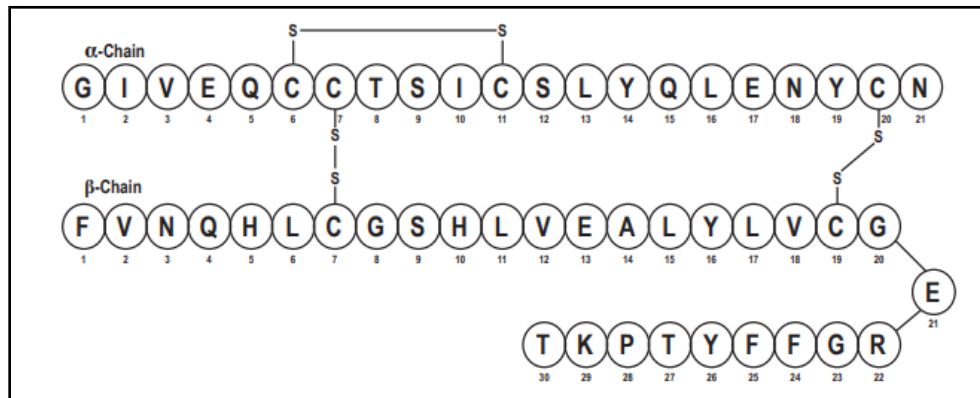 S S
α-Chain
G I V E Q C C T S I C S L Y Q L E N Y C N
1 2 3 4 5 6 7 8 9 10 11 12 13 14 15 16 17 18 19 20 21
S S
S S
β-Chain
F V N Q H L C G S H L V E A L Y L V C G
1 2 3 4 5 6 7 8 9 10 11 12 13 14 15 16 17 18 19 20
E
21
T K P T Y F F G R
30 29 28 27 26 25 24 23 22